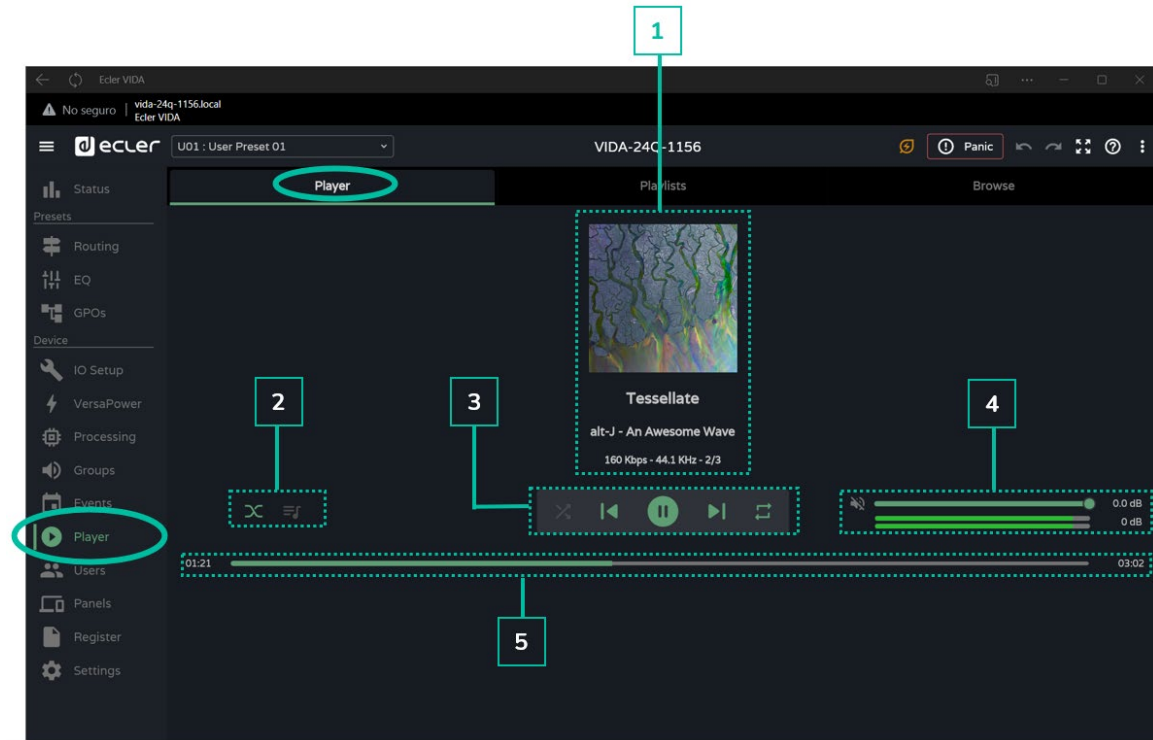 1
Ecler VIDA
No seguro | vida-24q-1156.local
Ecler VIDA
ecler
U01 : User Preset 01
VIDA-24Q-1156
Panic
Status
Player
Playlists
Browse
Presets
Routing
EQ
GPOs
Device
IO Setup
VersaPower
Processing
Groups
Events
Player
Users
Panels
Register
Settings
Tessellate
alt-J - An Awesome Wave
160 Kbps - 44.1 KHz - 2/3
2
3
4
0.0 dB
0 dB
01:21
03:02
5